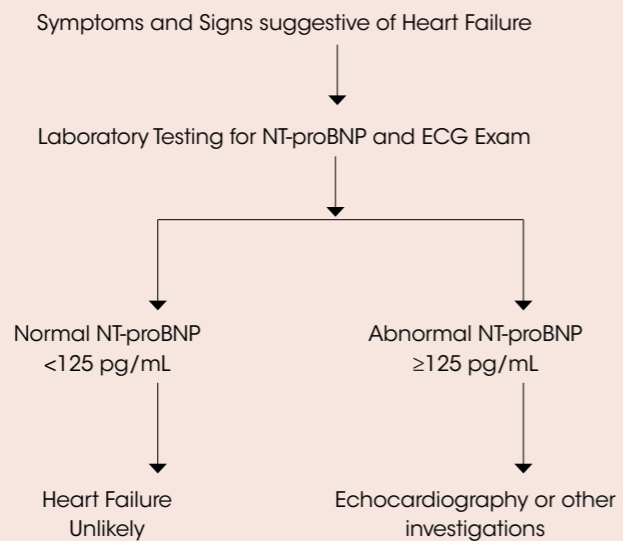 Symptoms and Signs suggestive of Heart Failure
Laboratory Testing for NT-proBNP and ECG Exam
Normal NT-proBNP
<125 pg/mL
Abnormal NT-proBNP
≥125 pg/mL
Heart Failure
Unlikely
Echocardiography or other
investigations